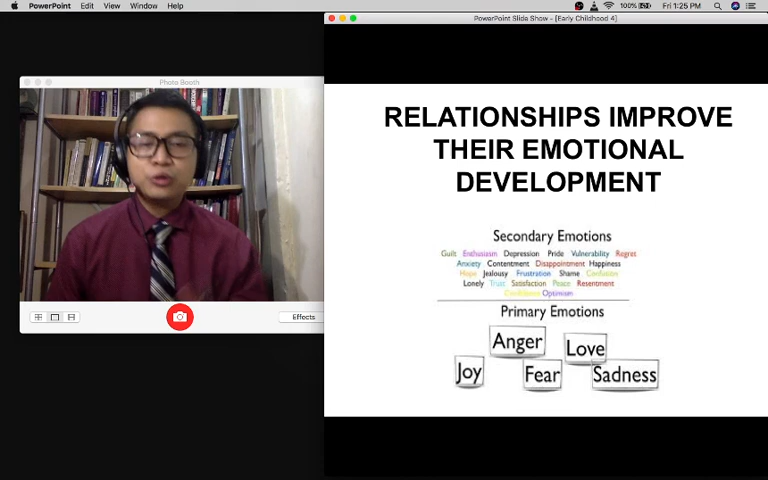 PowerPoint Edit View Window Help
100% Fri 1:25 PM
PowerPoint Slide Show - [Early Childhood 4]
Photo Booth
RELATIONSHIPS IMPROVE
THEIR EMOTIONAL
DEVELOPMENT
Secondary Emotions
Guilt Enthusiasm Depression Pride Vulnerability Regret
Anxiety Contentment Disappointment Happiness
Hope Jealousy Frustration Shame Confusion
Lonely Trust Satisfaction Peace Resentment
Confidence Optimism
Primary Emotions
Anger
Love
Joy
Fear
Sadness
Effects